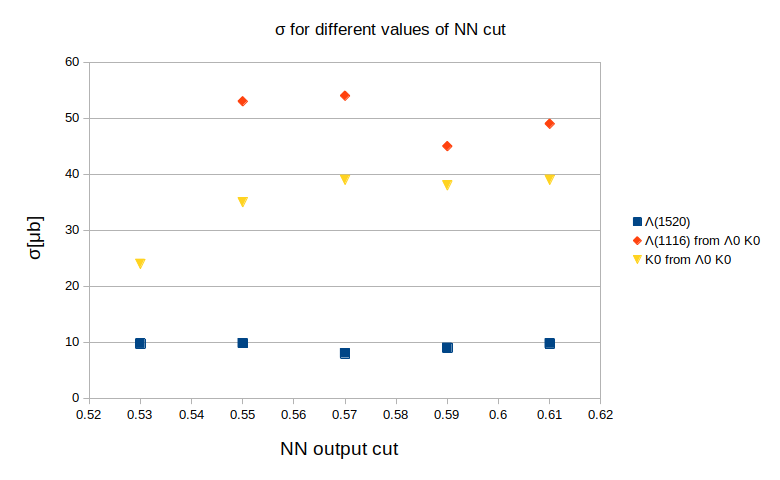 σ for different values of NN cut
60
50
40
30
20
10
0
σ[μb]
0.52 0.53 0.54 0.55 0.56 0.57 0.58 0.59 0.6 0.61 0.62
NN output cut
Λ(1520)
Λ(1116) from Λ0 K0
K0 from Λ0 K0